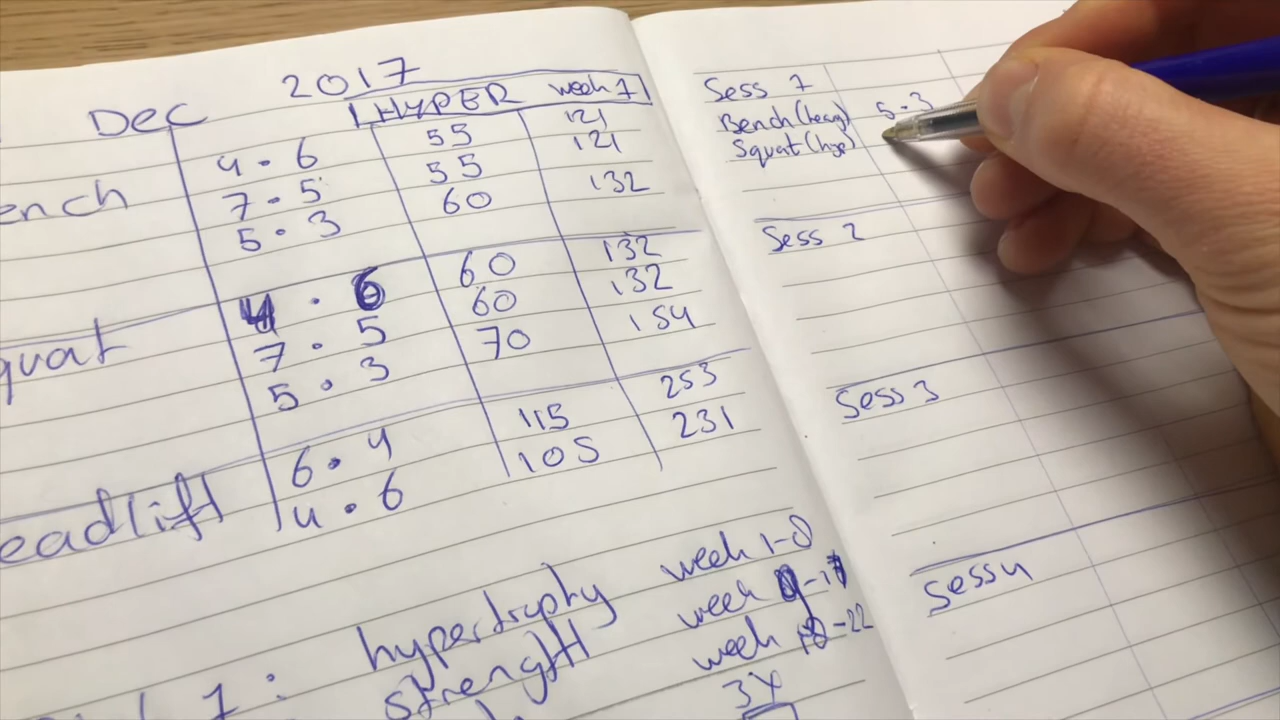 Dec 2017
HYPER week 1
ench 4 · 6 55 121
7 · 5 55 121
5 · 3 60 132
quat 4 · 6 60 132
7 · 5 60 132
5 · 3 70 154
eadlift 6 · 4 115 253
4 · 6 105 231
1 : hypertrophy week 1-8
strength week 9-17
week 18-22
3x
Sess 1
Bench (heavy) 5 · 3
Squat (hyp)
Sess 2
Sess 3
Sess 4